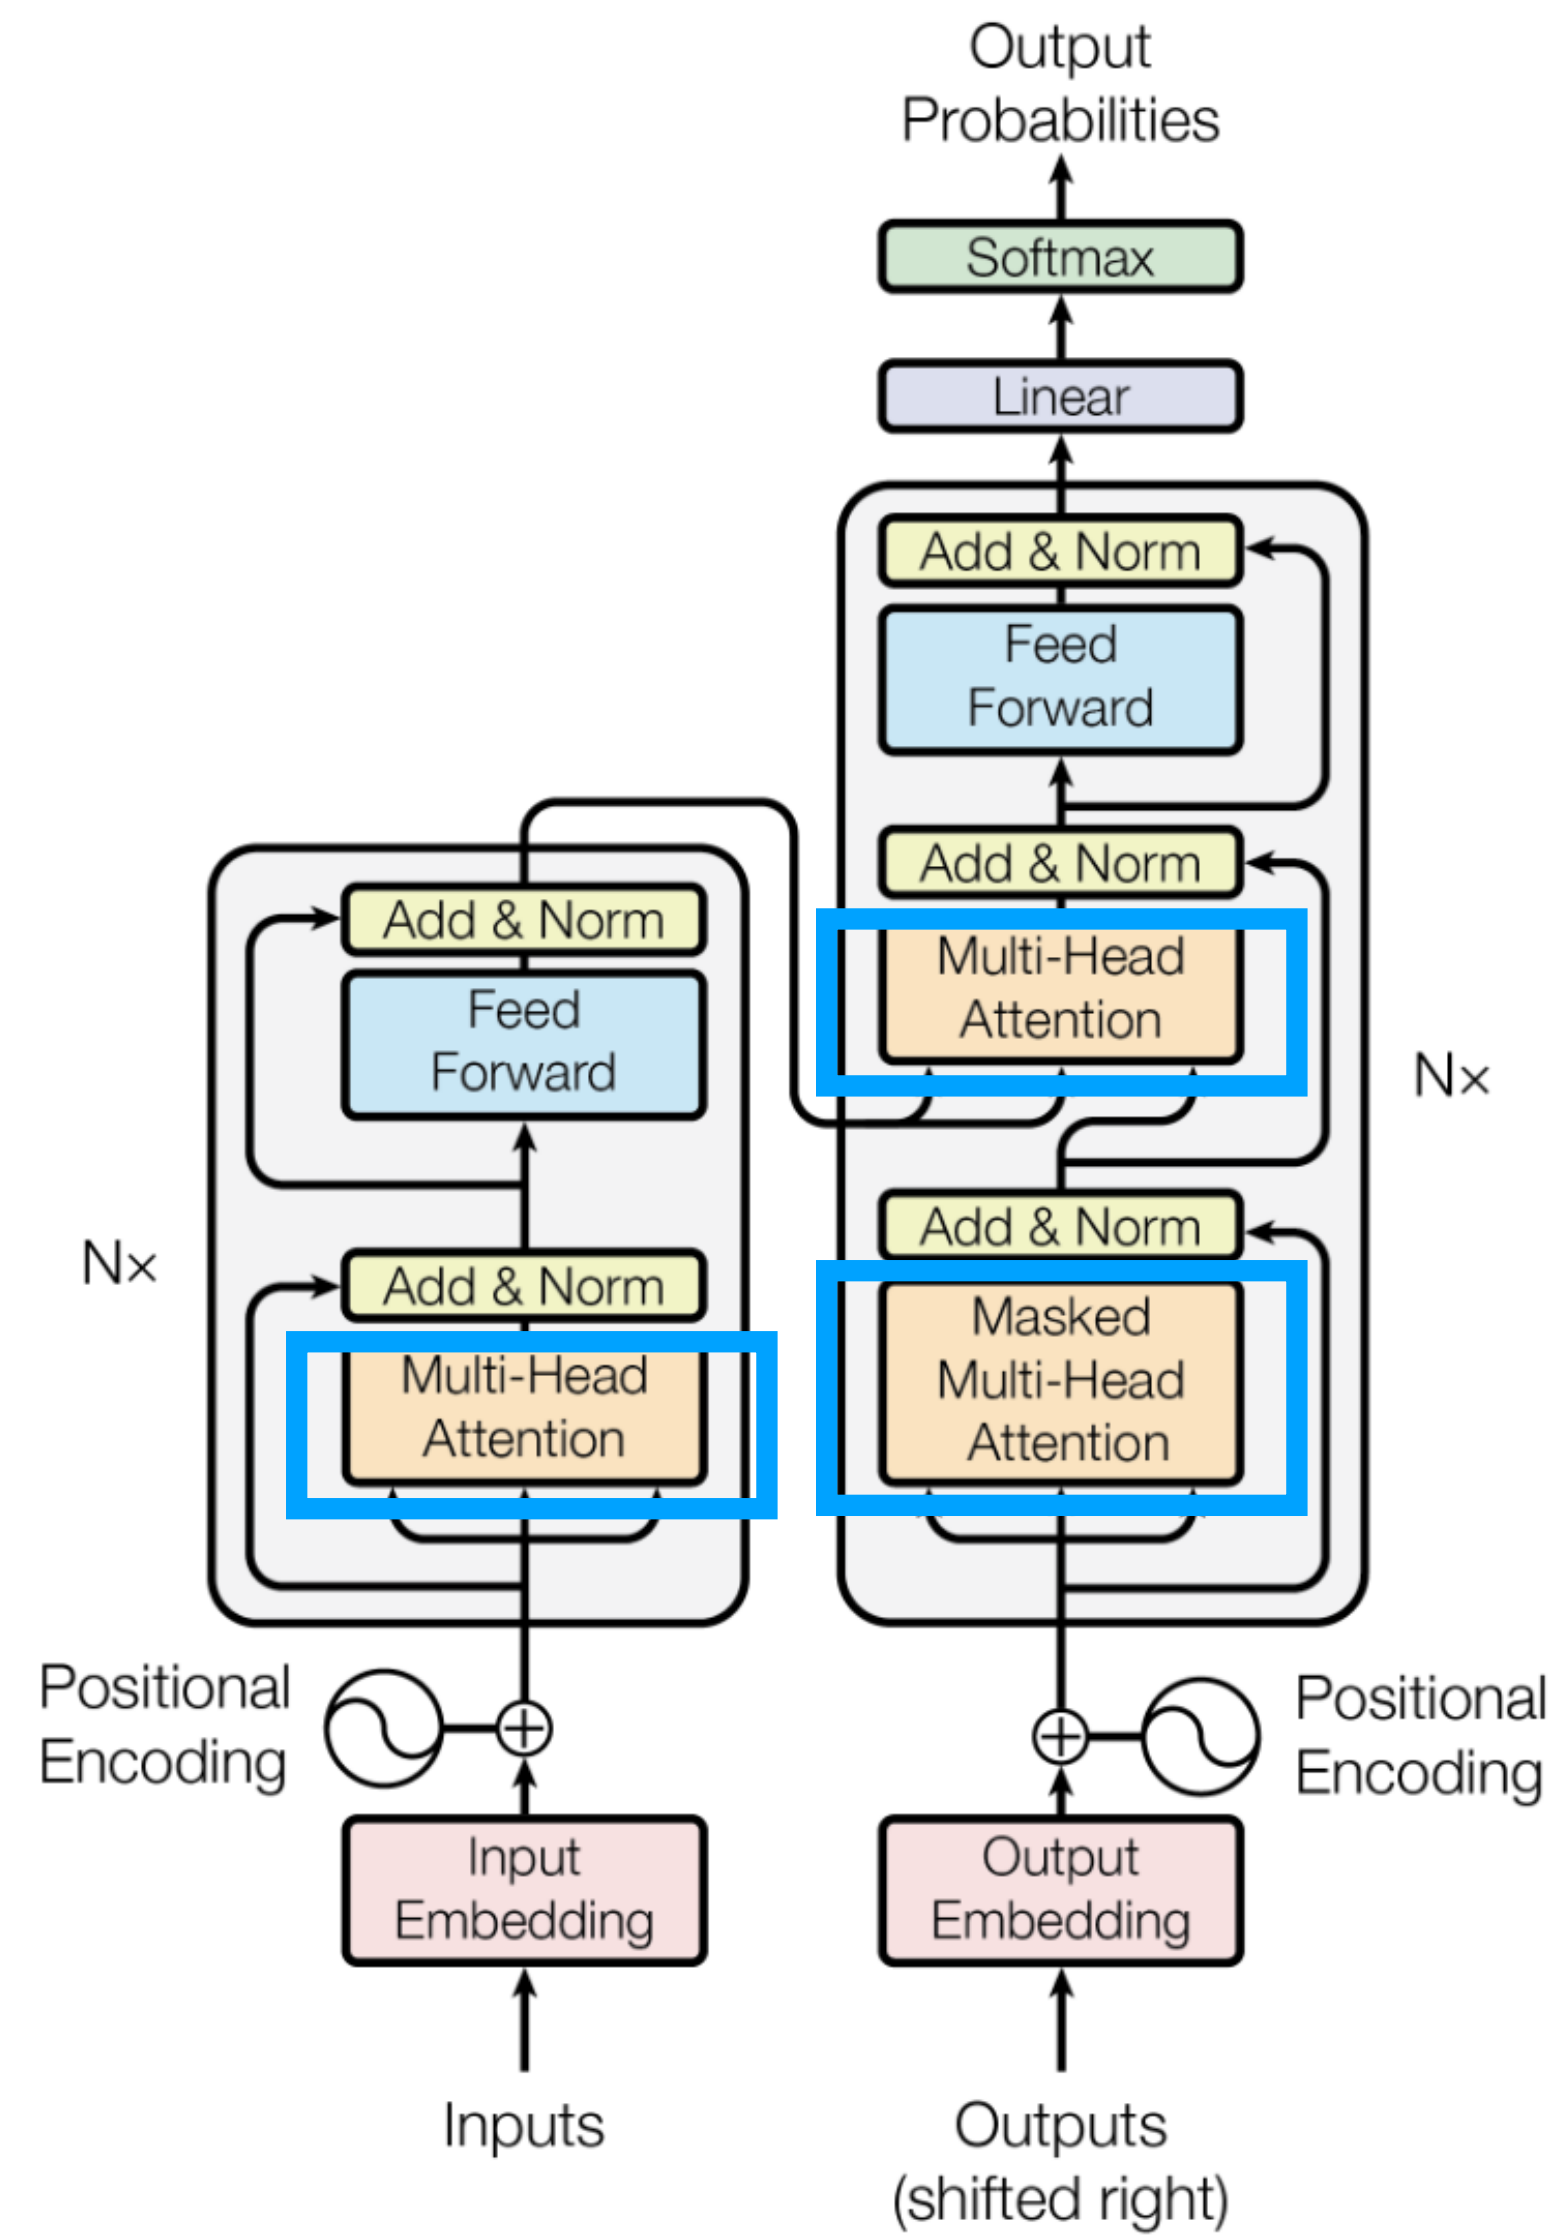 Output
Probabilities
Softmax
Linear
Add & Norm
Feed
Forward
Add & Norm
Multi-Head
Attention
Nx
Add & Norm
Masked
Multi-Head
Attention
Add & Norm
Feed
Forward
Nx
Add & Norm
Multi-Head
Attention
Positional
Encoding
Positional
Encoding
Input
Embedding
Output
Embedding
Inputs
Outputs
(shifted right)